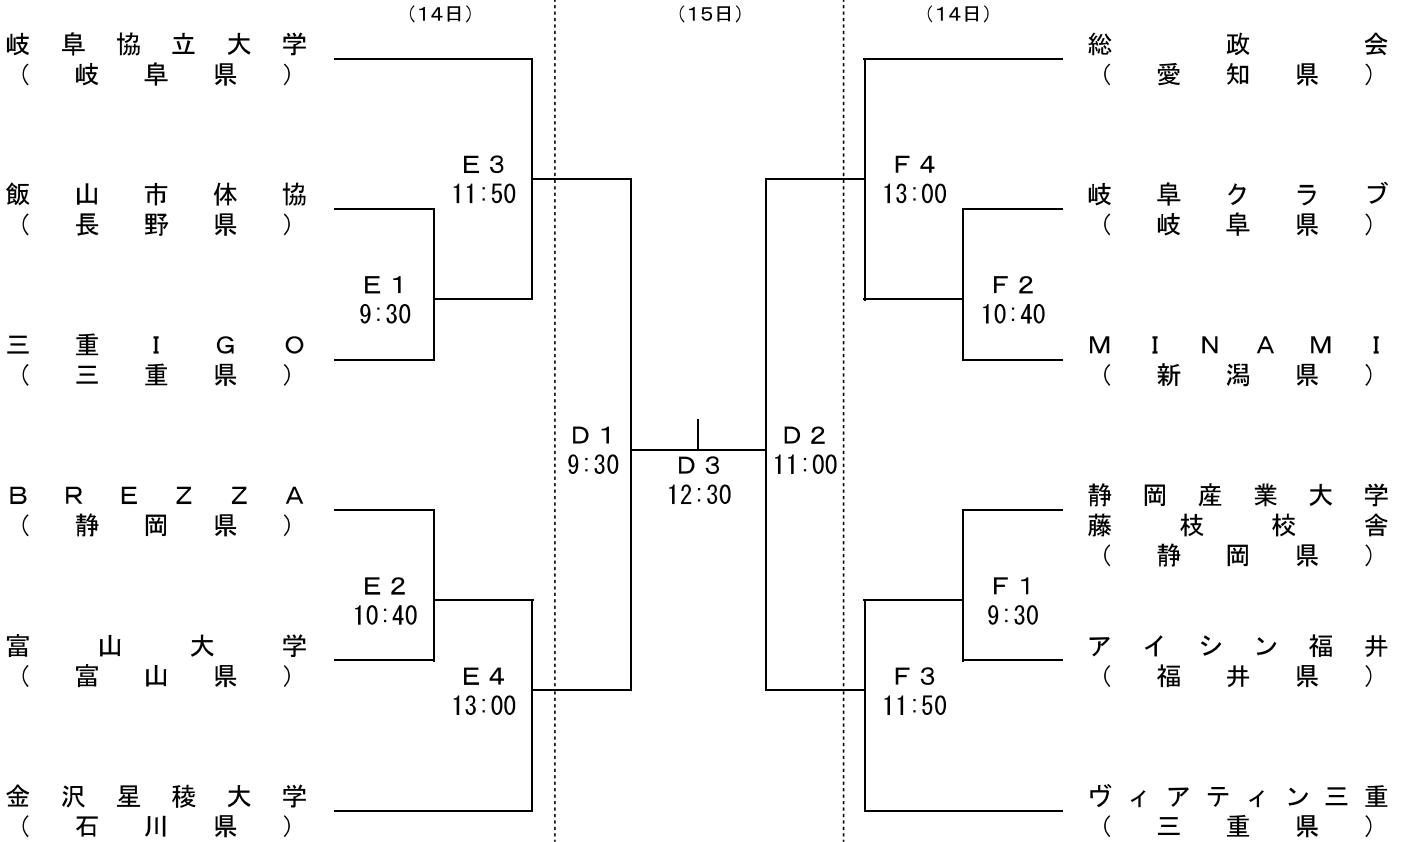 （14日）
（15日）
（14日）
岐阜協立大学
（岐阜県）
総政会
（愛知県）
E3
11:50
F4
13:00
飯山市体協
（長野県）
岐阜クラブ
（岐阜県）
E1
9:30
F2
10:40
三重IGO
（三重県）
MINAMI
（新潟県）
D1
9:30
D3
12:30
D2
11:00
BREZZA
（静岡県）
静岡産業大学
藤枝校舎
（静岡県）
E2
10:40
F1
9:30
富山大学
（富山県）
アイシン福井
（福井県）
E4
13:00
F3
11:50
金沢星稜大学
（石川県）
ヴィアティン三重
（三重県）